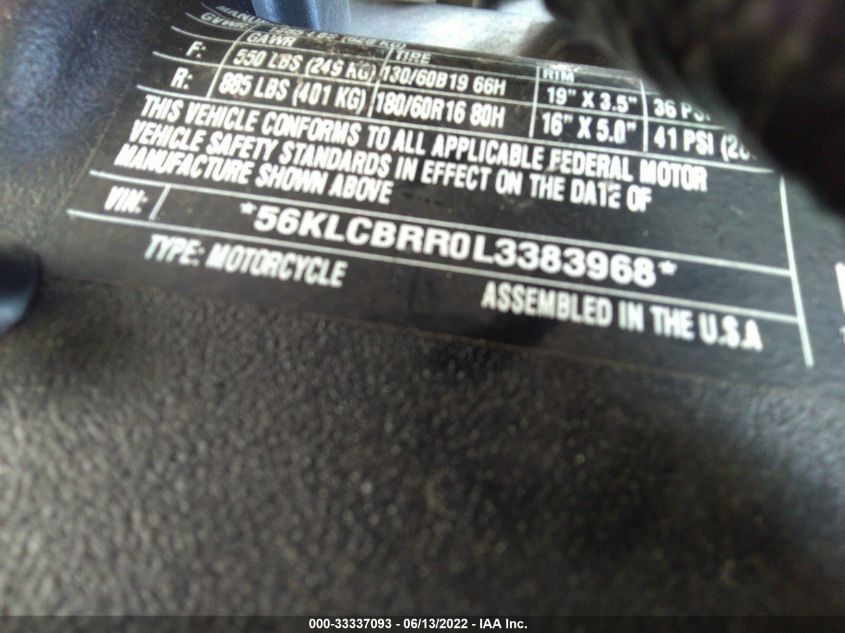 GVWR
GAWR TIRE RIM
F: 550 LBS (249 KG) 130/60B19 66H 19" X 3.5" 36 PSI
R: 885 LBS (401 KG) 180/60R16 80H 16" X 5.0" 41 PSI
THIS VEHICLE CONFORMS TO ALL APPLICABLE FEDERAL MOTOR
VEHICLE SAFETY STANDARDS IN EFFECT ON THE DATE OF
MANUFACTURE SHOWN ABOVE
VIN: *56KLCBRR0L3383968*
TYPE: MOTORCYCLE ASSEMBLED IN THE U.S.A
000-33337093 - 06/13/2022 - IAA Inc.